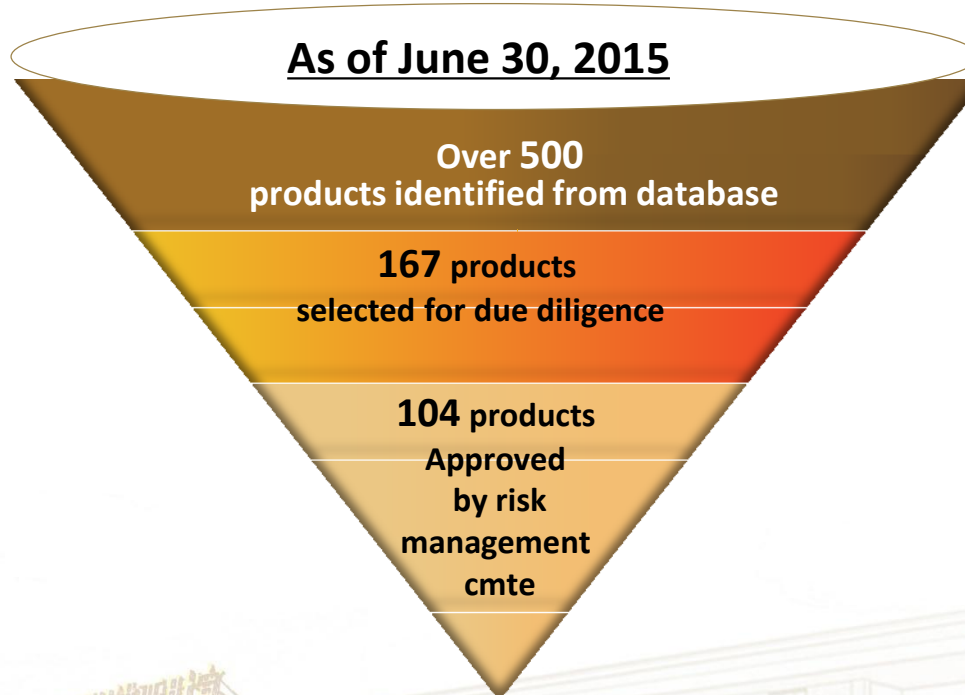 As of June 30, 2015
Over 500
products identified from database
167 products
selected for due diligence
104 products
Approved
by risk
management
cmte